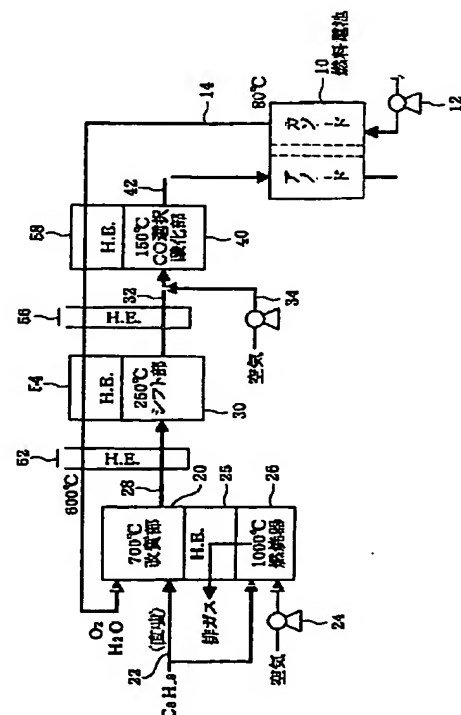 O₂
H₂O
600℃
52
H.E.
54
H.E.
250℃
シフト部
30
56
H.E.
58
H.E.
150℃
CO選択
酸化部
40
14
80℃
10
燃料電池
カソード
アノード
12
42
32
34
空気
28
20
25
26
700℃
改質部
H.E.
1000℃
燃焼器
22
排ガス
空気
24